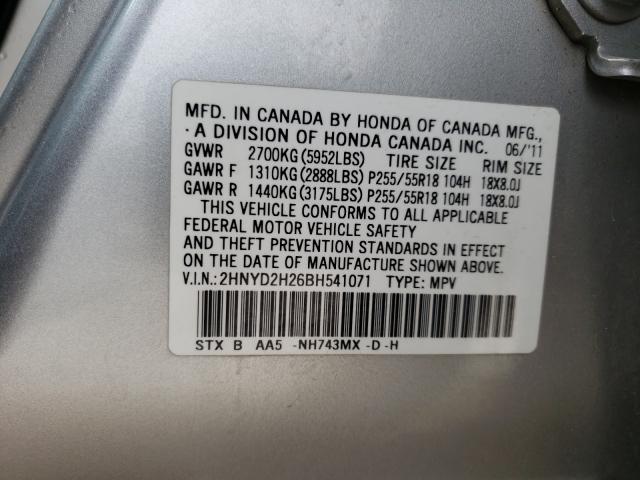 MFD. IN CANADA BY HONDA OF CANADA MFG.,
·A DIVISION OF HONDA CANADA INC. 06/'11
GVWR 2700KG(5952LBS) TIRE SIZE RIM SIZE
GAWR F 1310KG(2888LBS) P255/55R18 104H 18X8.0J
GAWR R 1440KG(3175LBS) P255/55R18 104H 18X8.0J
THIS VEHICLE CONFORMS TO ALL APPLICABLE
FEDERAL MOTOR VEHICLE SAFETY
AND THEFT PREVENTION STANDARDS IN EFFECT
ON THE DATE OF MANUFACTURE SHOWN ABOVE.
V.I.N.:2HNYD2H26BH541071 TYPE: MPV
STX B AA5 -NH743MX -D -H